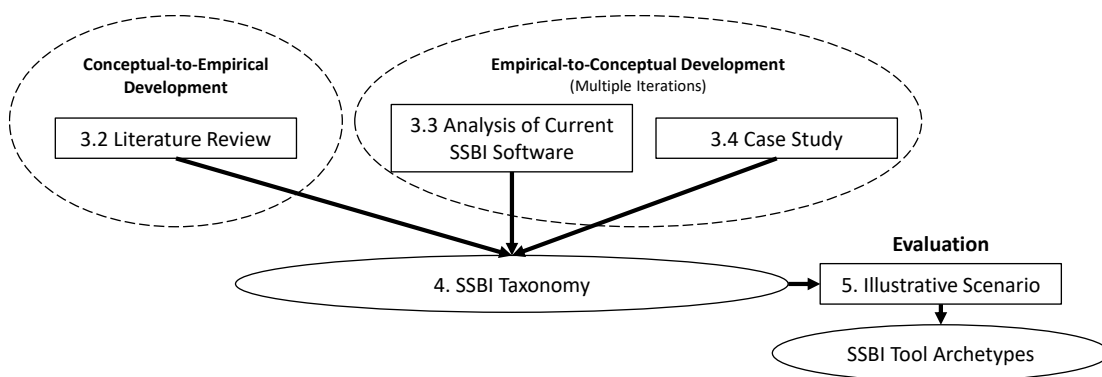 Conceptual-to-Empirical
Development
3.2 Literature Review
Empirical-to-Conceptual Development
(Multiple Iterations)
3.3 Analysis of Current
SSBI Software
3.4 Case Study
4. SSBI Taxonomy
Evaluation
5. Illustrative Scenario
SSBI Tool Archetypes